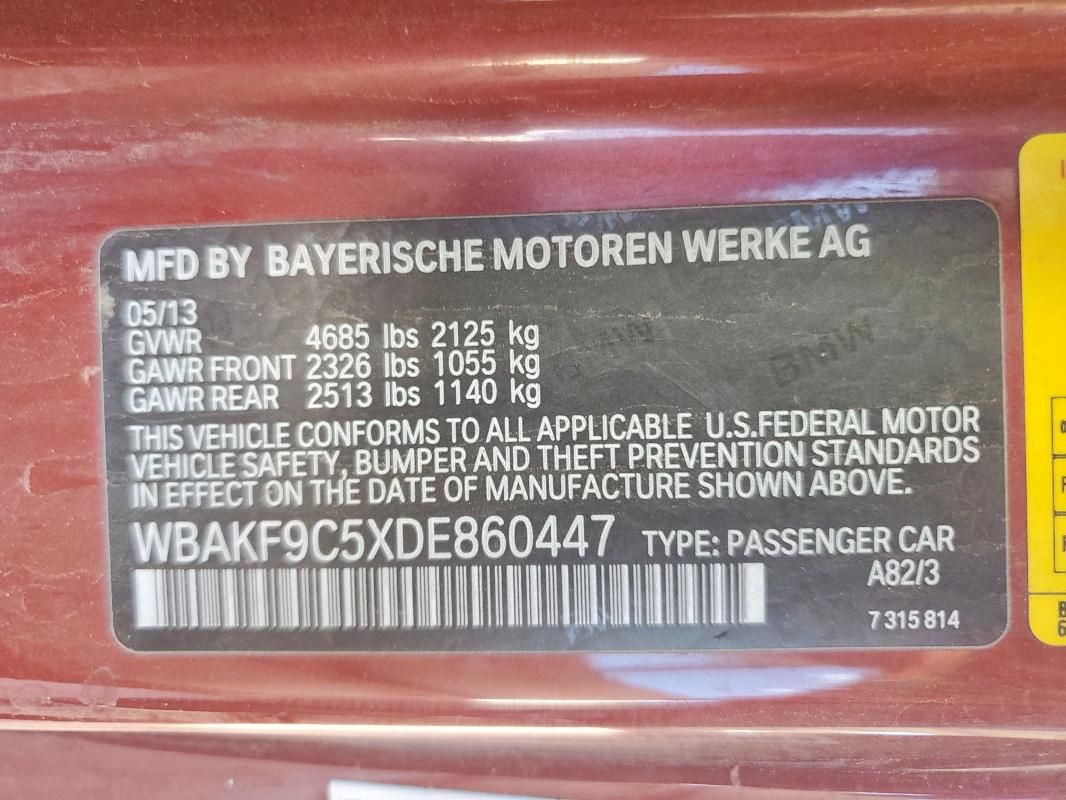 MFD BY BAYERISCHE MOTOREN WERKE AG
05/13
GVWR 4685 lbs 2125 kg
GAWR FRONT 2326 lbs 1055 kg
GAWR REAR 2513 lbs 1140 kg
THIS VEHICLE CONFORMS TO ALL APPLICABLE U.S.FEDERAL MOTOR
VEHICLE SAFETY, BUMPER AND THEFT PREVENTION STANDARDS
IN EFFECT ON THE DATE OF MANUFACTURE SHOWN ABOVE.
WBAKF9C5XDE860447 TYPE: PASSENGER CAR
A82/3
7 315 814
BMW
BMW
BMW